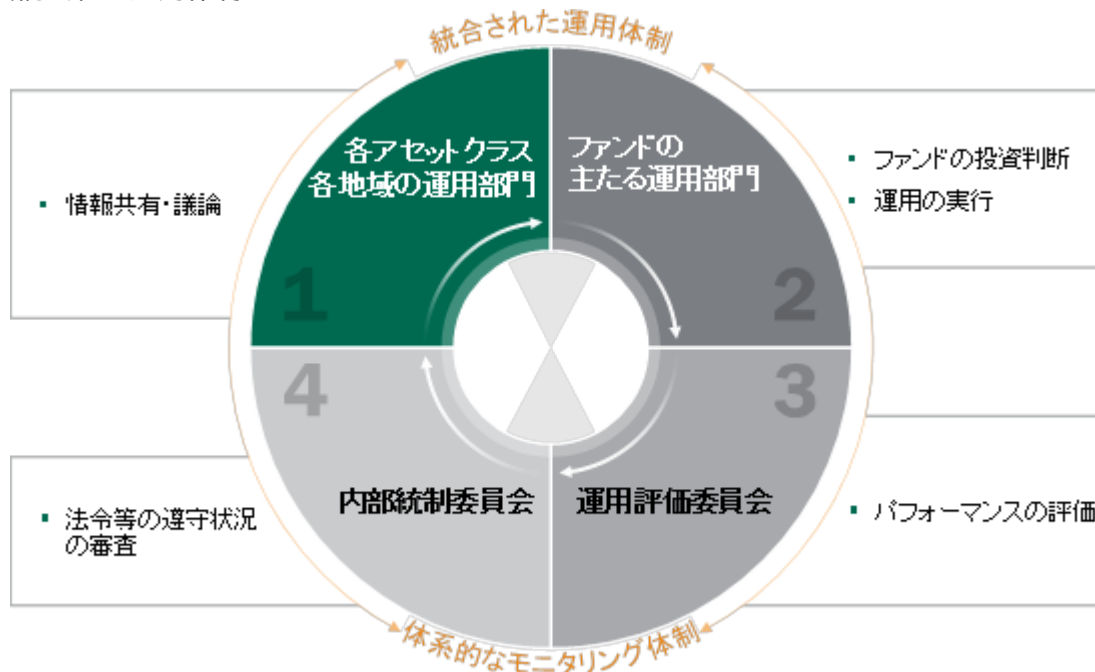 統合された運用体制
各アセットクラス
各地域の運用部門
ファンドの
主たる運用部門
▪ 情報共有・議論
▪ ファンドの投資判断
▪ 運用の実行
1
2
4
3
内部統制委員会
運用評価委員会
▪ 法令等の遵守状況
の審査
▪ パフォーマンスの評価
体系的なモニタリング体制